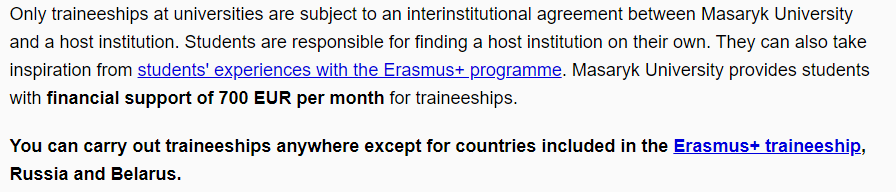 Only traineeships at universities are subject to an interinstitutional agreement between Masaryk University
and a host institution. Students are responsible for finding a host institution on their own. They can also take
inspiration from students' experiences with the Erasmus+ programme. Masaryk University provides students
with financial support of 700 EUR per month for traineeships.
You can carry out traineeships anywhere except for countries included in the Erasmus+ traineeship,
Russia and Belarus.